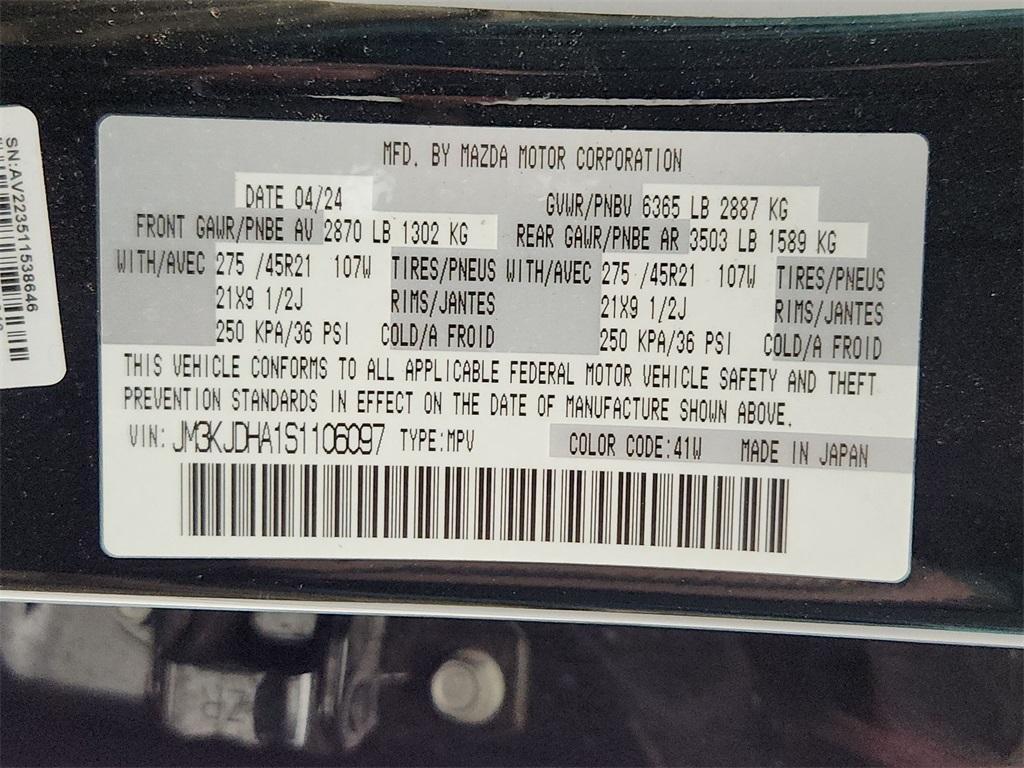 MFD. BY MAZDA MOTOR CORPORATION
DATE 04/24 GVWR/PNBV 6365 LB 2887 KG
FRONT GAWR/PNBE AV 2870 LB 1302 KG REAR GAWR/PNBE AR 3503 LB 1589 KG
WITH/AVEC 275 /45R21 107W TIRES/PNEUS WITH/AVEC 275 /45R21 107W TIRES/PNEUS
21X9 1/2J RIMS/JANTES 21X9 1/2J RIMS/JANTES
250 KPA/36 PSI COLD/A FROID 250 KPA/36 PSI COLD/A FROID
THIS VEHICLE CONFORMS TO ALL APPLICABLE FEDERAL MOTOR VEHICLE SAFETY AND THEFT
PREVENTION STANDARDS IN EFFECT ON THE DATE OF MANUFACTURE SHOWN ABOVE.
VIN: JM3KJDHA1S1106097 TYPE:MPV COLOR CODE:41W MADE IN JAPAN
SN:AV223511538646